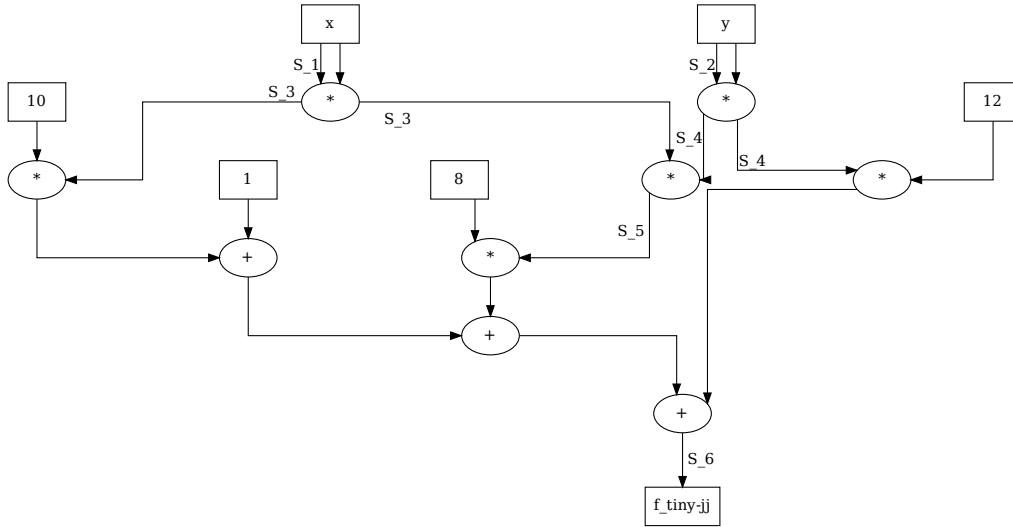 x
y
S_1
S_2
10
S_3
*
*
12
S_3
S_4
*
1
8
*
S_4
*
S_5
+
*
+
+
S_6
f_tiny-jj